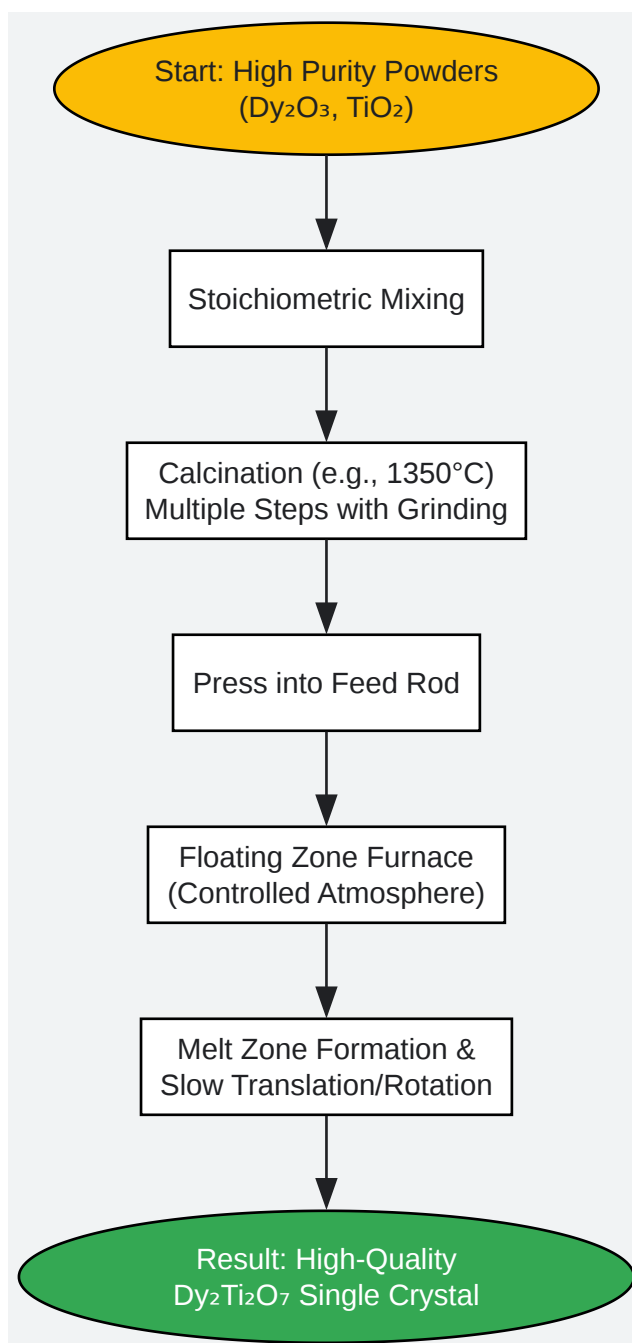 Start: High Purity Powders
(Dy₂O₃, TiO₂)
Stoichiometric Mixing
Calcination (e.g., 1350°C)
Multiple Steps with Grinding
Press into Feed Rod
Floating Zone Furnace
(Controlled Atmosphere)
Melt Zone Formation &
Slow Translation/Rotation
Result: High-Quality
Dy₂Ti₂O₇ Single Crystal